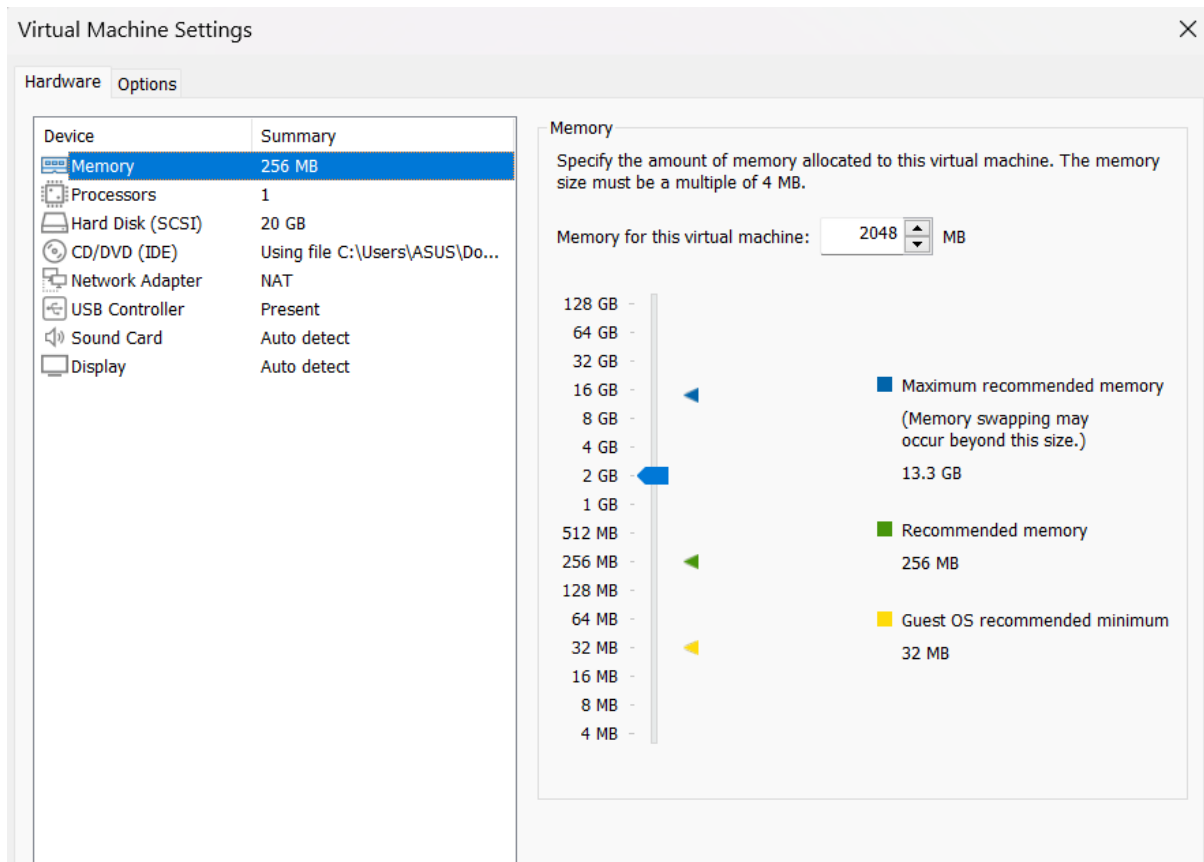 Virtual Machine Settings
Hardware Options
Device Summary
Memory 256 MB
Processors 1
Hard Disk (SCSI) 20 GB
CD/DVD (IDE) Using file C:\Users\ASUS\Do...
Network Adapter NAT
USB Controller Present
Sound Card Auto detect
Display Auto detect
Memory
Specify the amount of memory allocated to this virtual machine. The memory
size must be a multiple of 4 MB.
Memory for this virtual machine: 2048 MB
128 GB
64 GB
32 GB
16 GB
8 GB
4 GB
2 GB
1 GB
512 MB
256 MB
128 MB
64 MB
32 MB
16 MB
8 MB
4 MB
Maximum recommended memory
(Memory swapping may
occur beyond this size.)
13.3 GB
Recommended memory
256 MB
Guest OS recommended minimum
32 MB